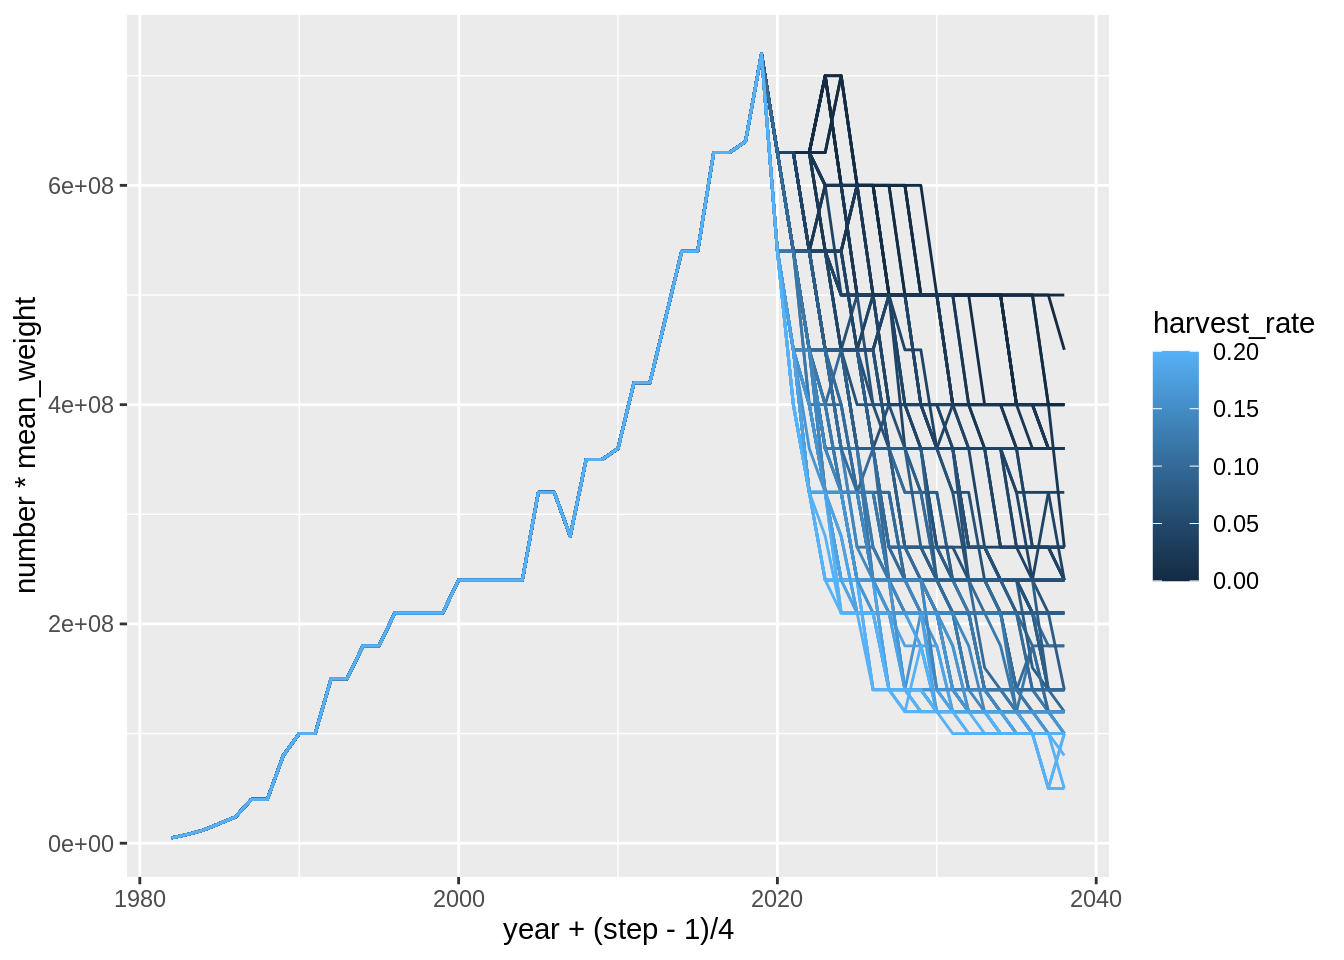 number * mean_weight
6e+08
4e+08
2e+08
0e+00
1980
2000
2020
2040
year + (step - 1)/4
harvest_rate
0.20
0.15
0.10
0.05
0.00